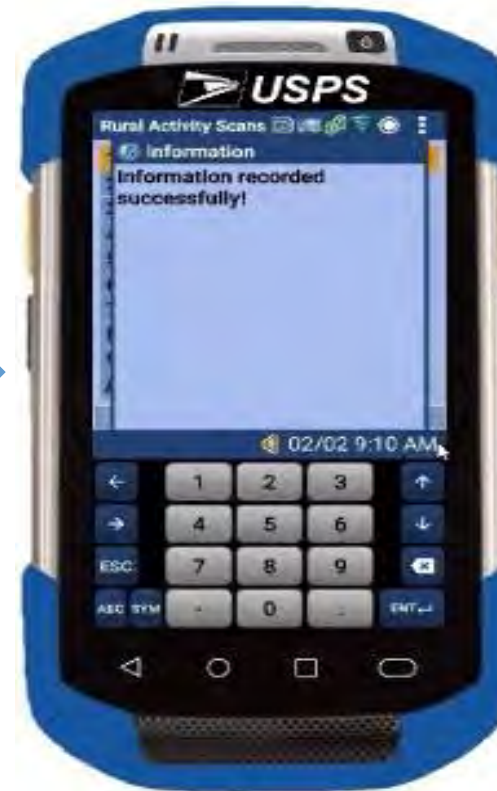 USPS
Rural Activity Scans
Information
Information recorded
successfully!
02/02 9:10 AM
← 1 2 3 ↑
→ 4 5 6 ↓
ESC 7 8 9
ABC SYM - 0 . ENT